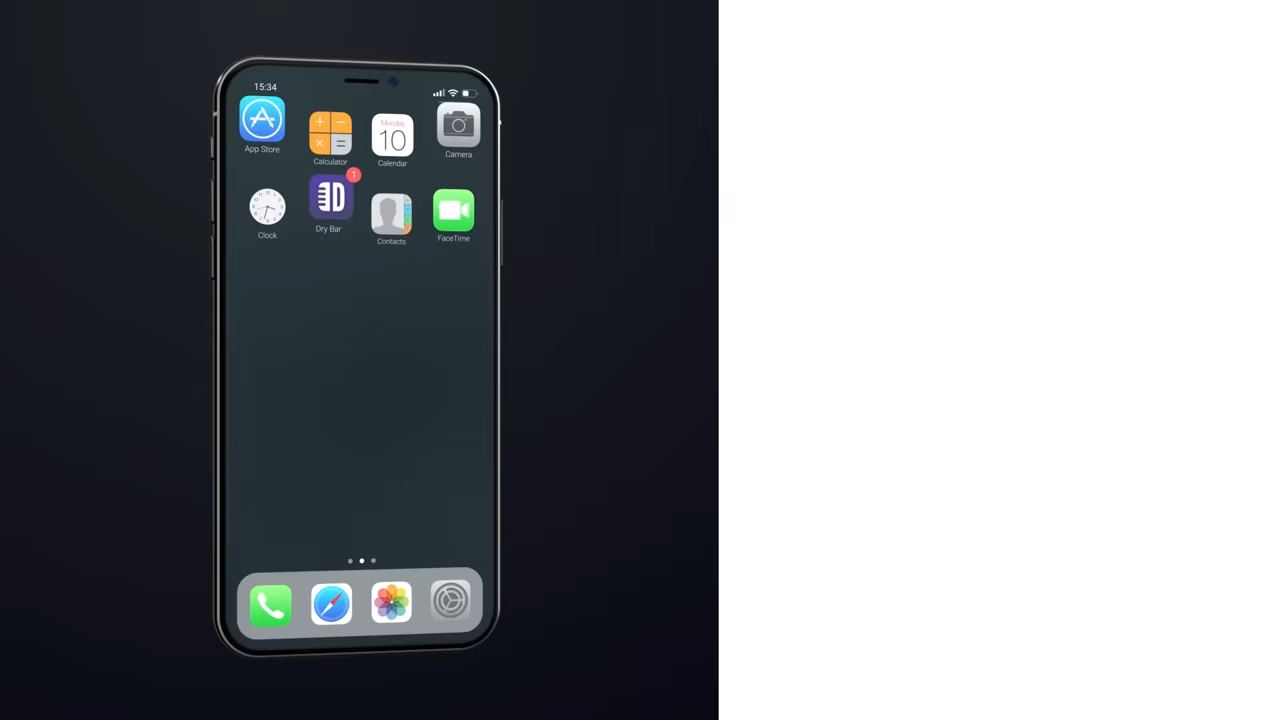 15:34
App Store
Calculator
Monday
10
Calendar
Camera
Clock
1
Dry Bar
Contacts
FaceTime